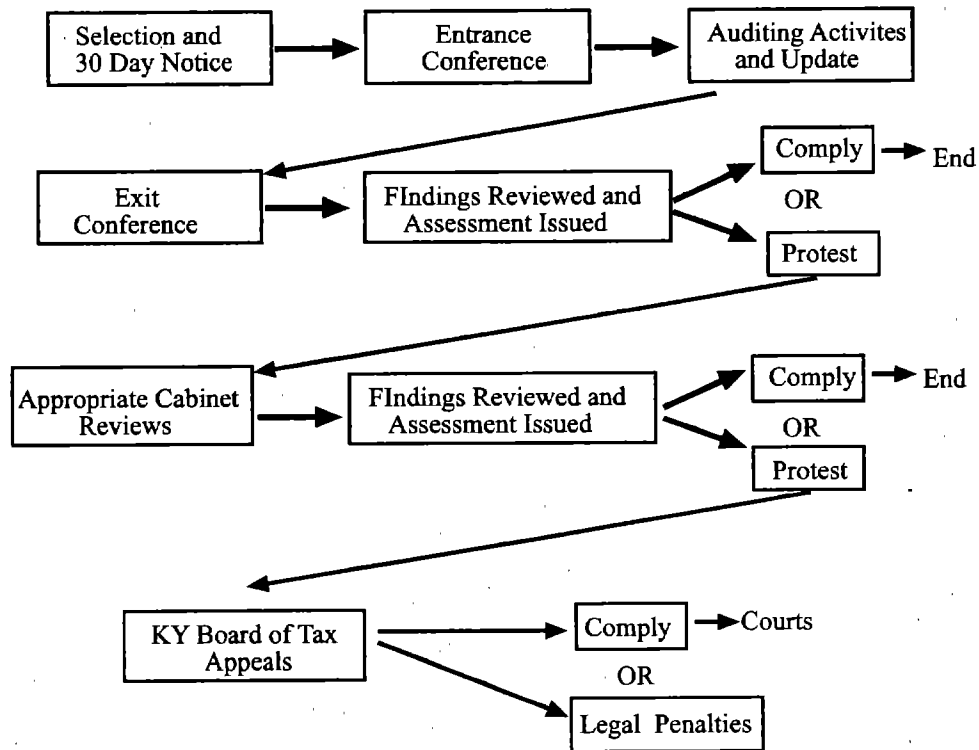 Selection and
30 Day Notice
Entrance
Conference
Auditing Activites
and Update
Exit
Conference
FIndings Reviewed and
Assessment Issued
Comply
End
OR
Protest
Appropriate Cabinet
Reviews
FIndings Reviewed and
Assessment Issued
Comply
End
OR
Protest
KY Board of Tax
Appeals
Comply
Courts
OR
Legal Penalties